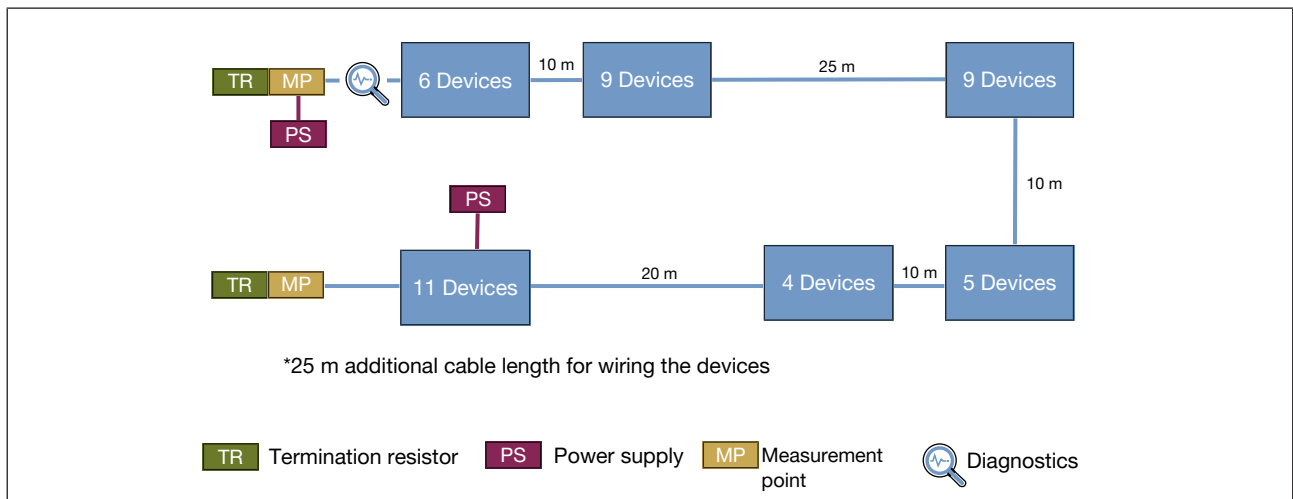 TR MP 6 Devices 10 m 9 Devices 25 m 9 Devices
PS
10 m
PS
TR MP 11 Devices 20 m 4 Devices 10 m 5 Devices
*25 m additional cable length for wiring the devices
TR Termination resistor PS Power supply MP Measurement
point
Diagnostics